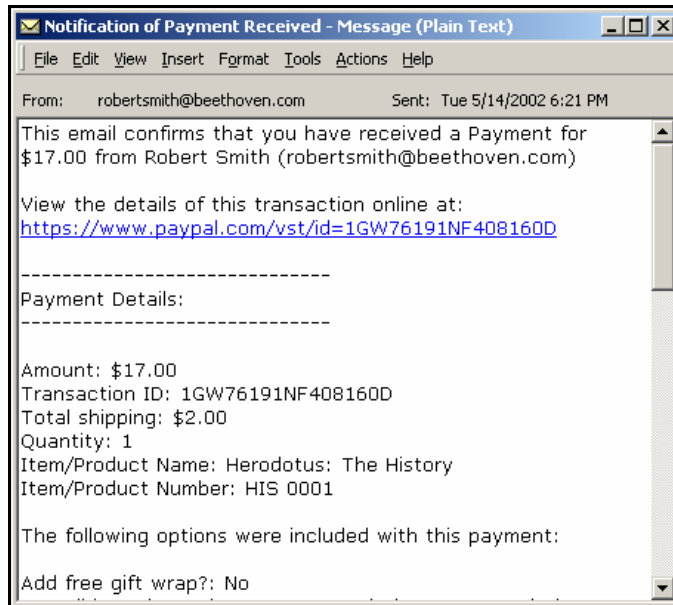 Notification of Payment Received - Message (Plain Text)
File Edit View Insert Format Tools Actions Help
From: robertsmith@beethoven.com Sent: Tue 5/14/2002 6:21 PM
This email confirms that you have received a Payment for
$17.00 from Robert Smith (robertsmith@beethoven.com)
View the details of this transaction online at:
https://www.paypal.com/vst/id=1GW76191NF408160D
------------------------------
Payment Details:
------------------------------
Amount: $17.00
Transaction ID: 1GW76191NF408160D
Total shipping: $2.00
Quantity: 1
Item/Product Name: Herodotus: The History
Item/Product Number: HIS 0001
The following options were included with this payment:
Add free gift wrap?: No